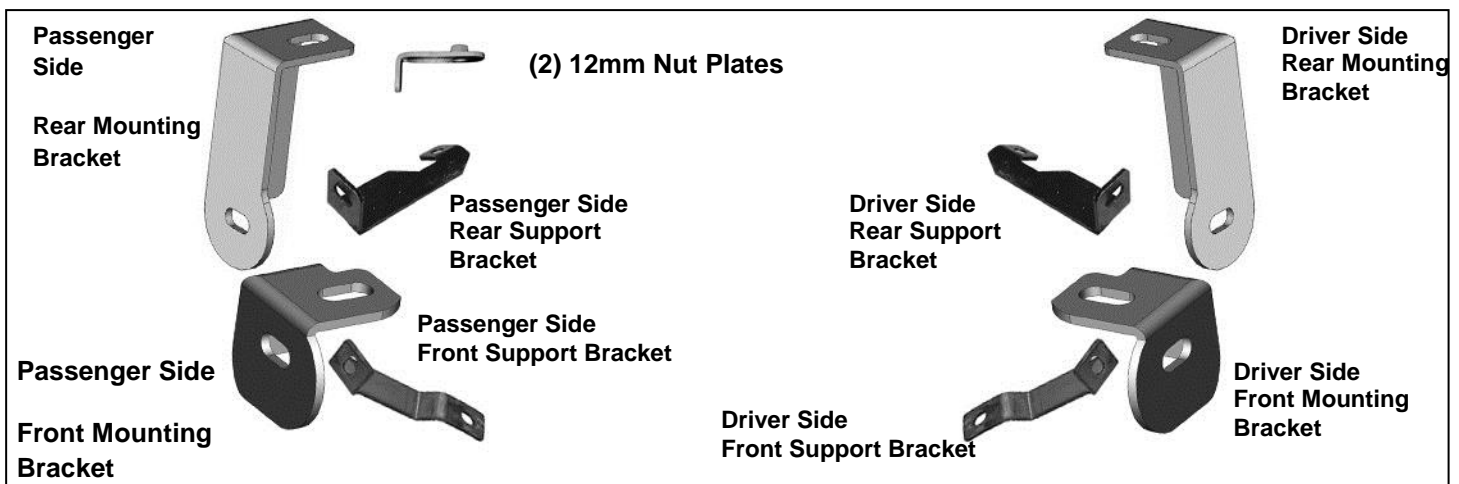 Passenger
Side
Rear Mounting
Bracket
(2) 12mm Nut Plates
Driver Side
Rear Mounting
Bracket
Passenger Side
Rear Support
Bracket
Driver Side
Rear Support
Bracket
Passenger Side
Front Support Bracket
Passenger Side
Front Mounting
Bracket
Driver Side
Front Support Bracket
Driver Side
Front Mounting
Bracket